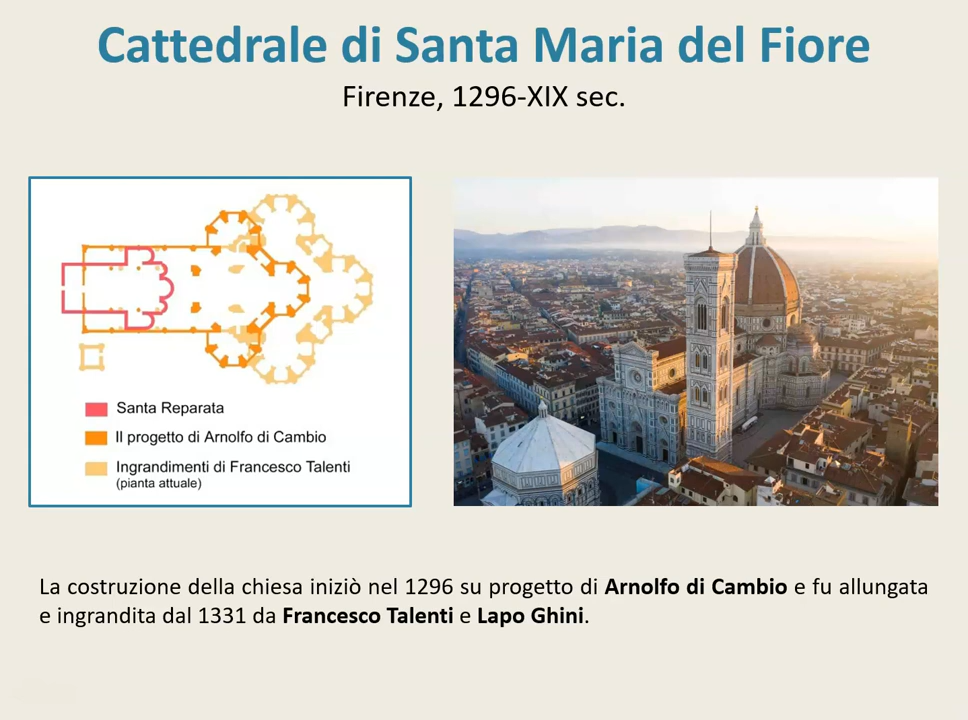 Cattedrale di Santa Maria del Fiore
Firenze, 1296-XIX sec.
Santa Reparata
Il progetto di Arnolfo di Cambio
Ingrandimenti di Francesco Talenti
(pianta attuale)
La costruzione della chiesa iniziò nel 1296 su progetto di Arnolfo di Cambio e fu allungata
e ingrandita dal 1331 da Francesco Talenti e Lapo Ghini.